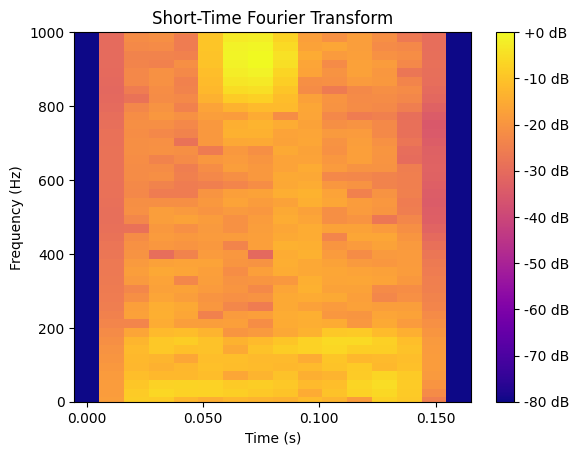 Short-Time Fourier Transform
Frequency (Hz)
1000
800
600
400
200
0
0.000
0.050
0.100
0.150
Time (s)
+0 dB
-10 dB
-20 dB
-30 dB
-40 dB
-50 dB
-60 dB
-70 dB
-80 dB